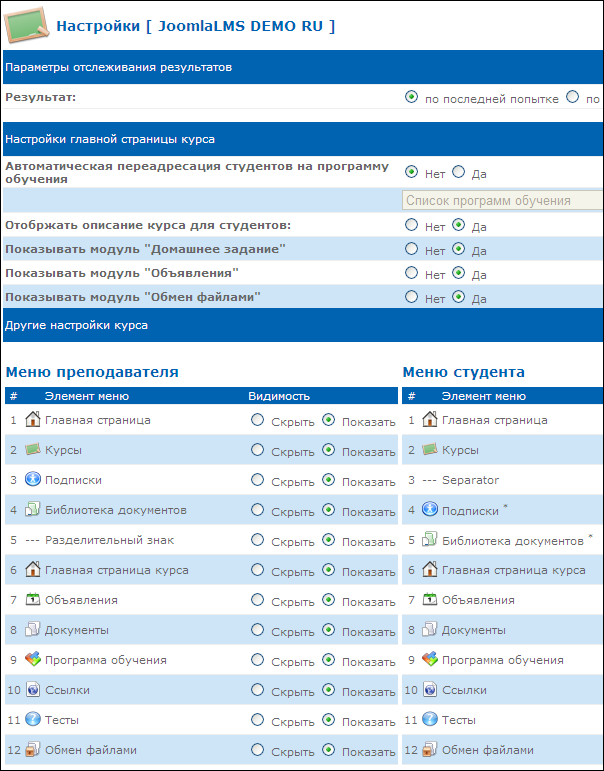 Настройки [ JoomlaLMS DEMO RU ]
Параметры отслеживания результатов
Результат: по последней попытке по
Настройки главной страницы курса
Автоматическая переадресация студентов на программу обучения Нет Да
Список программ обучения
Отобржать описание курса для студентов: Нет Да
Показывать модуль "Домашнее задание" Нет Да
Показывать модуль "Объявления" Нет Да
Показывать модуль "Обмен файлами" Нет Да
Другие настройки курса
Меню преподавателя Меню студента
# Элемент меню Видимость # Элемент меню
1 Главная страница Скрыть Показать 1 Главная страница
2 Курсы Скрыть Показать 2 Курсы
3 Подписки Скрыть Показать 3 --- Separator
4 Библиотека документов Скрыть Показать 4 Подписки *
5 --- Разделительный знак Скрыть Показать 5 Библиотека документов *
6 Главная страница курса Скрыть Показать 6 Главная страница курса
7 Объявления Скрыть Показать 7 Объявления
8 Документы Скрыть Показать 8 Документы
9 Программа обучения Скрыть Показать 9 Программа обучения
10 Ссылки Скрыть Показать 10 Ссылки
11 Тесты Скрыть Показать 11 Тесты
12 Обмен файлами Скрыть Показать 12 Обмен файлами